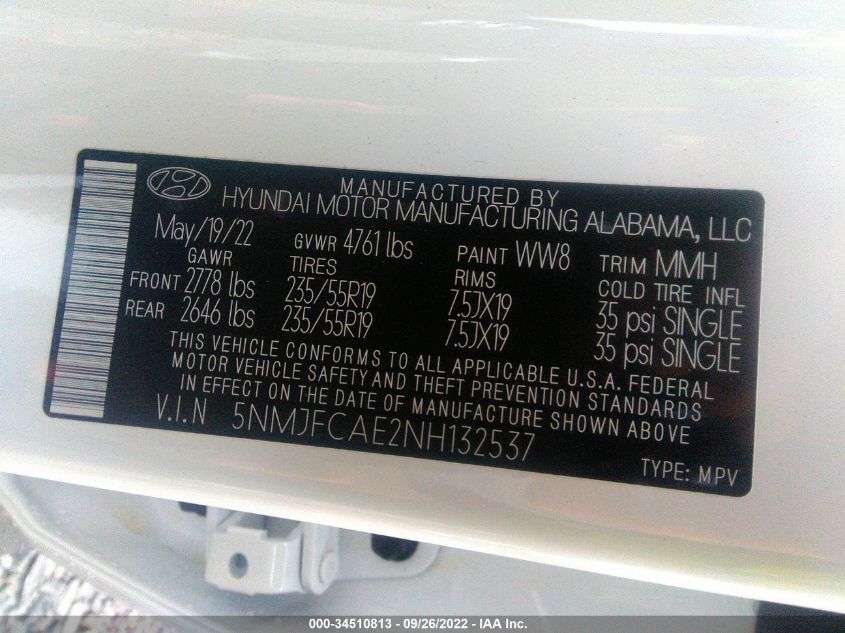 MANUFACTURED BY
HYUNDAI MOTOR MANUFACTURING ALABAMA, LLC
May/19/22 GVWR 4761 lbs PAINT WW8 TRIM MMH
GAWR TIRES RIMS COLD TIRE INFL
FRONT 2778 lbs 235/55R19 7.5JX19 35 psi SINGLE
REAR 2646 lbs 235/55R19 7.5JX19 35 psi SINGLE
THIS VEHICLE CONFORMS TO ALL APPLICABLE U.S.A. FEDERAL
MOTOR VEHICLE SAFETY AND THEFT PREVENTION STANDARDS
IN EFFECT ON THE DATE OF MANUFACTURE SHOWN ABOVE
V.I.N 5NMJFCAE2NH132537
TYPE: MPV
000-34510813 - 09/26/2022 - IAA Inc.